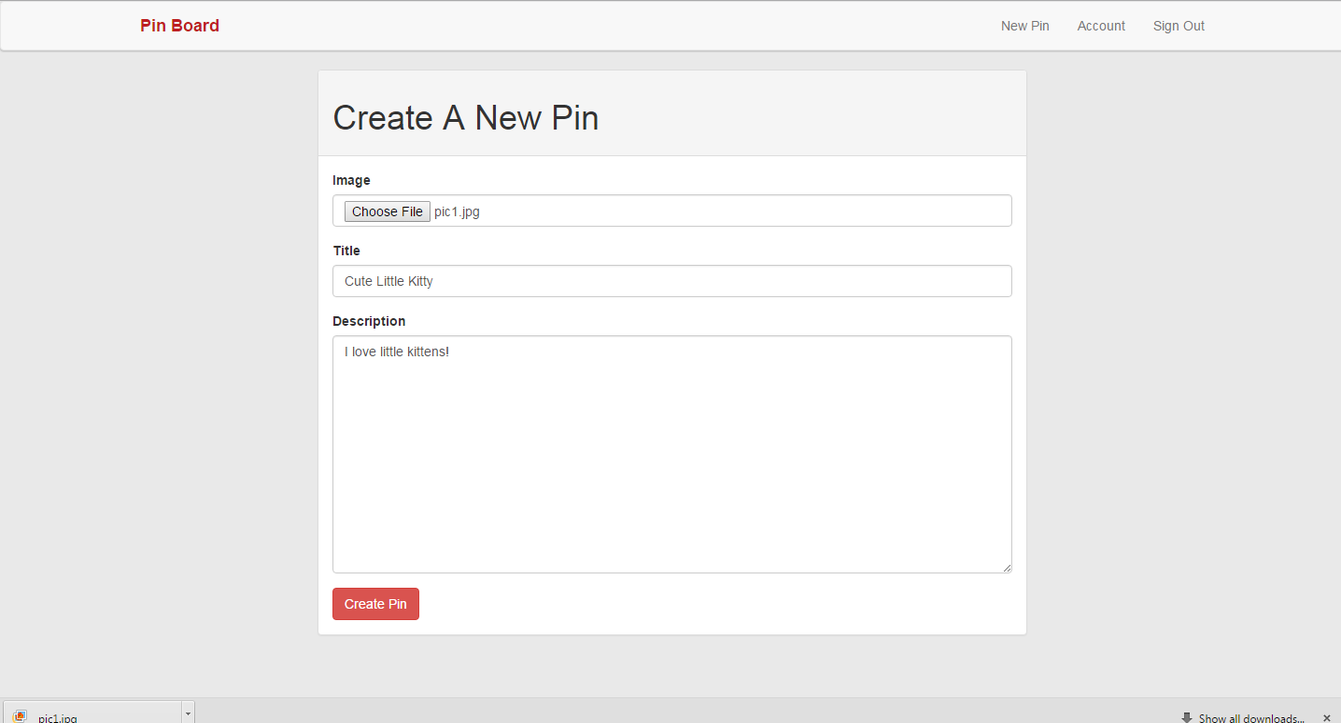 Pin Board New Pin Account Sign Out
Create A New Pin
Image
Choose File pic1.jpg
Title
Cute Little Kitty
Description
I love little kittens!
Create Pin
pic1.jpg Show all downloads...